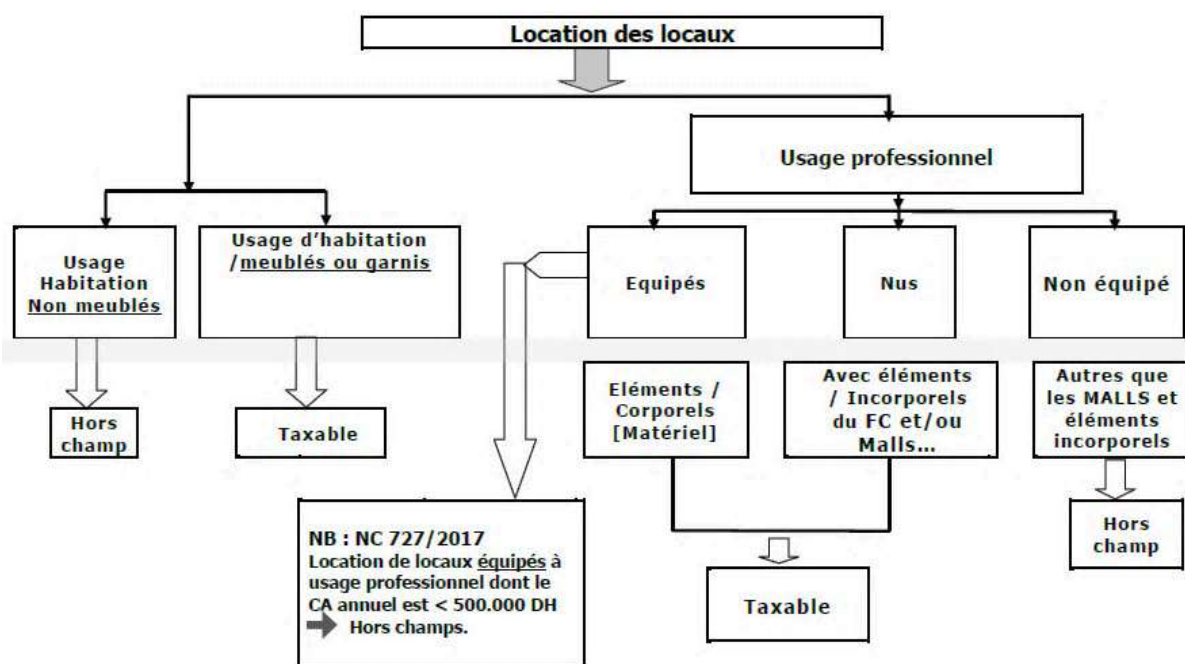 Location des locaux
Usage professionnel
Usage
Habitation
Non meublés
Usage d'habitation
/meublés ou garnis
Equipés
Nus
Non équipé
Hors
champ
Taxable
Eléments /
Corporels
[Matériel]
Avec éléments
/ Incorporels
du FC et/ou
Malls...
Autres que
les MALLS et
éléments
incorporels
NB : NC 727/2017
Location de locaux équipés à
usage professionnel dont le
CA annuel est < 500.000 DH
Hors champs.
Taxable
Hors
champ